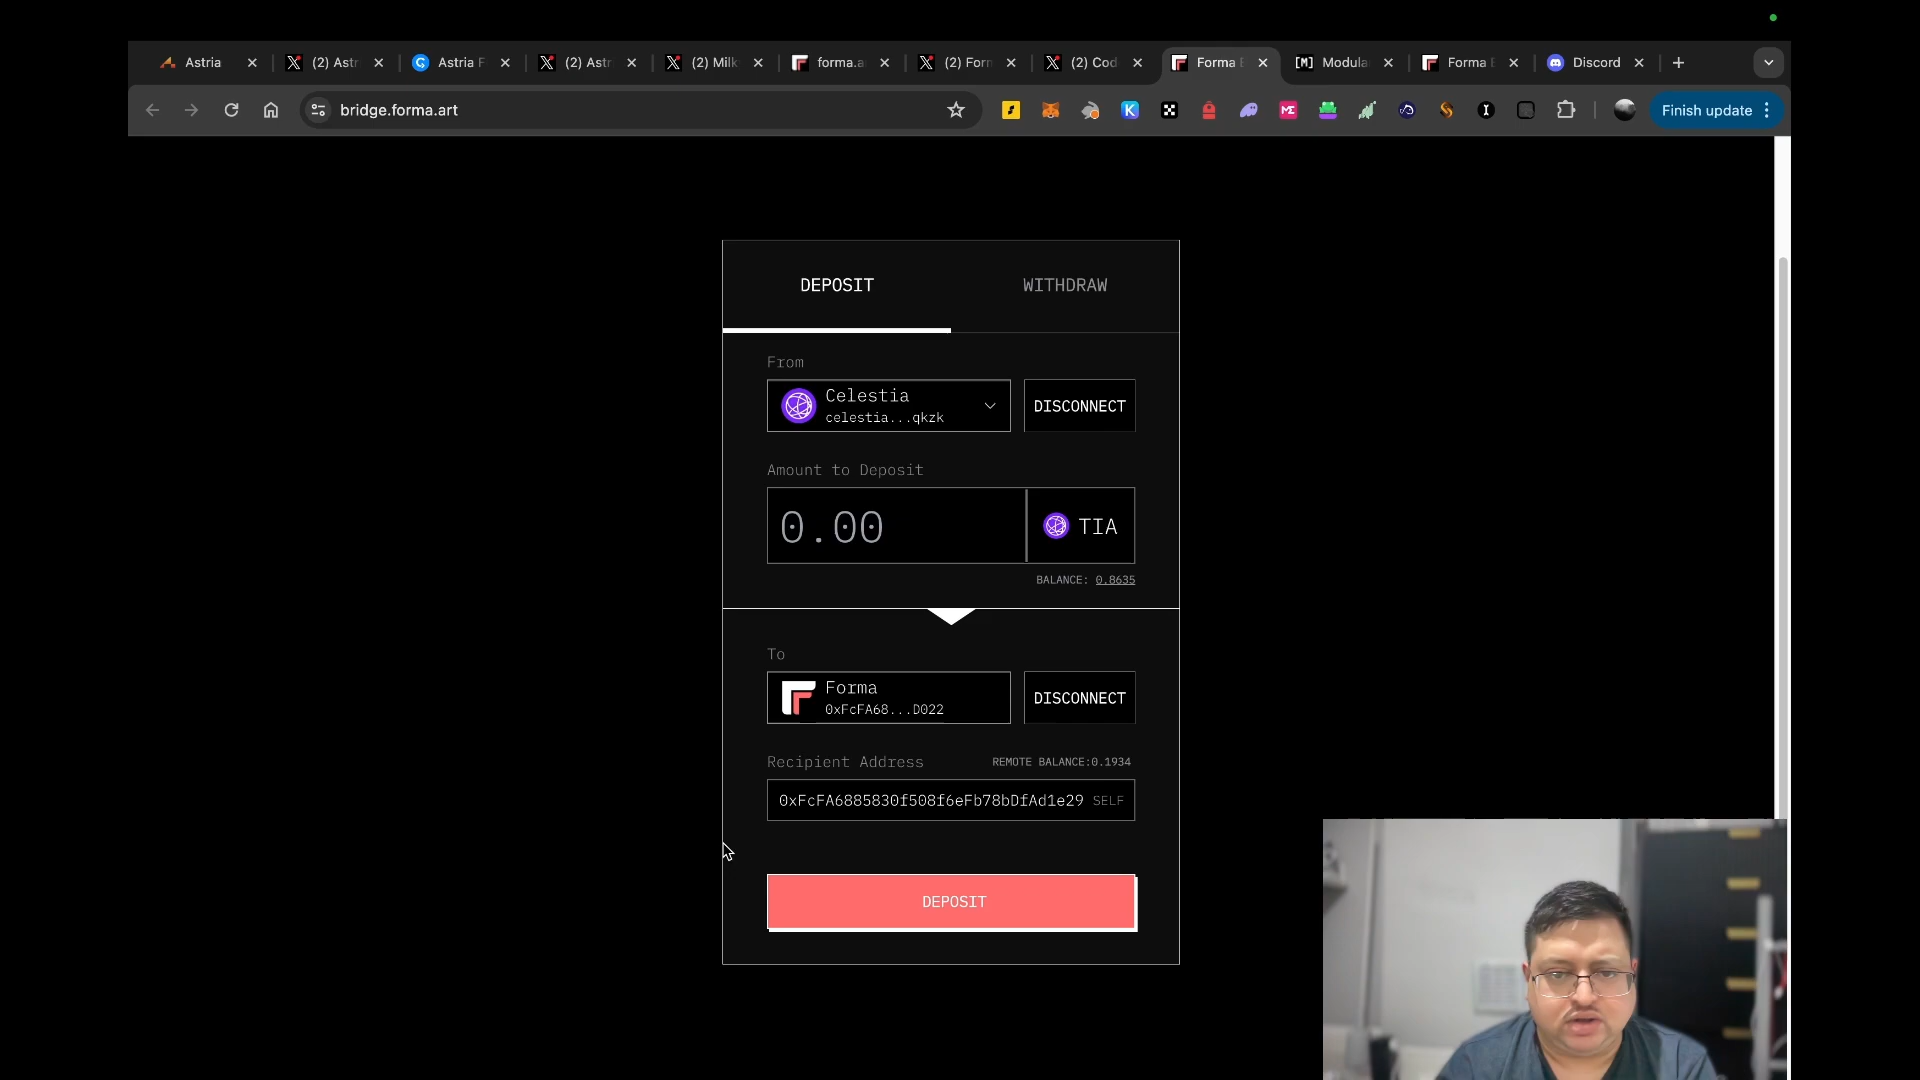 Astria
(2) Astr
Astria F
(2) Astr
(2) Milk
forma.a
(2) Form
(2) Cod
Forma
Modula
Forma
Discord
bridge.forma.art
Finish update
DEPOSIT
WITHDRAW
From
Celestia
celestia...qkzk
DISCONNECT
Amount to Deposit
0.00
TIA
BALANCE: 0.8635
To
Forma
0xFcFA68...D022
DISCONNECT
Recipient Address
REMOTE BALANCE:0.1934
0xFcFA6885830f508f6eFb78bDfAd1e29
SELF
DEPOSIT